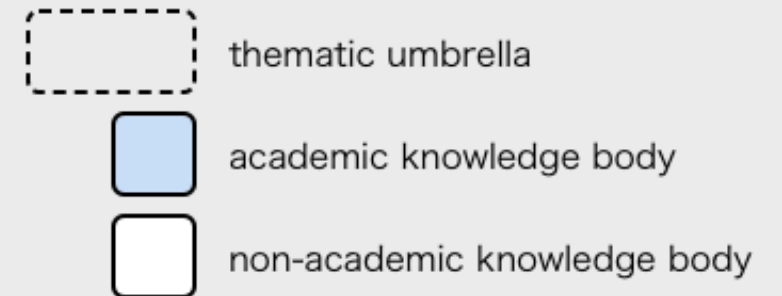 thematic umbrella
academic knowledge body
non-academic knowledge body